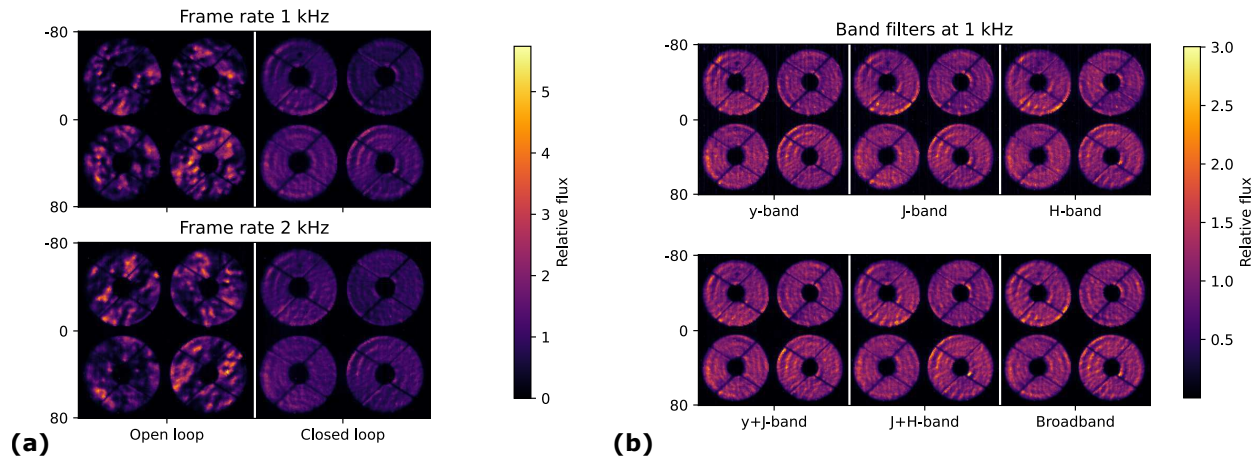 Frame rate 1 kHz
-80
0
80
Frame rate 2 kHz
-80
0
80
Open loop
Closed loop
5
4
3
2
1
0
Relative flux
(a)
Band filters at 1 kHz
-80
0
80
y-band
J-band
H-band
-80
0
80
y+J-band
J+H-band
Broadband
3.0
2.5
2.0
1.5
1.0
0.5
Relative flux
(b)